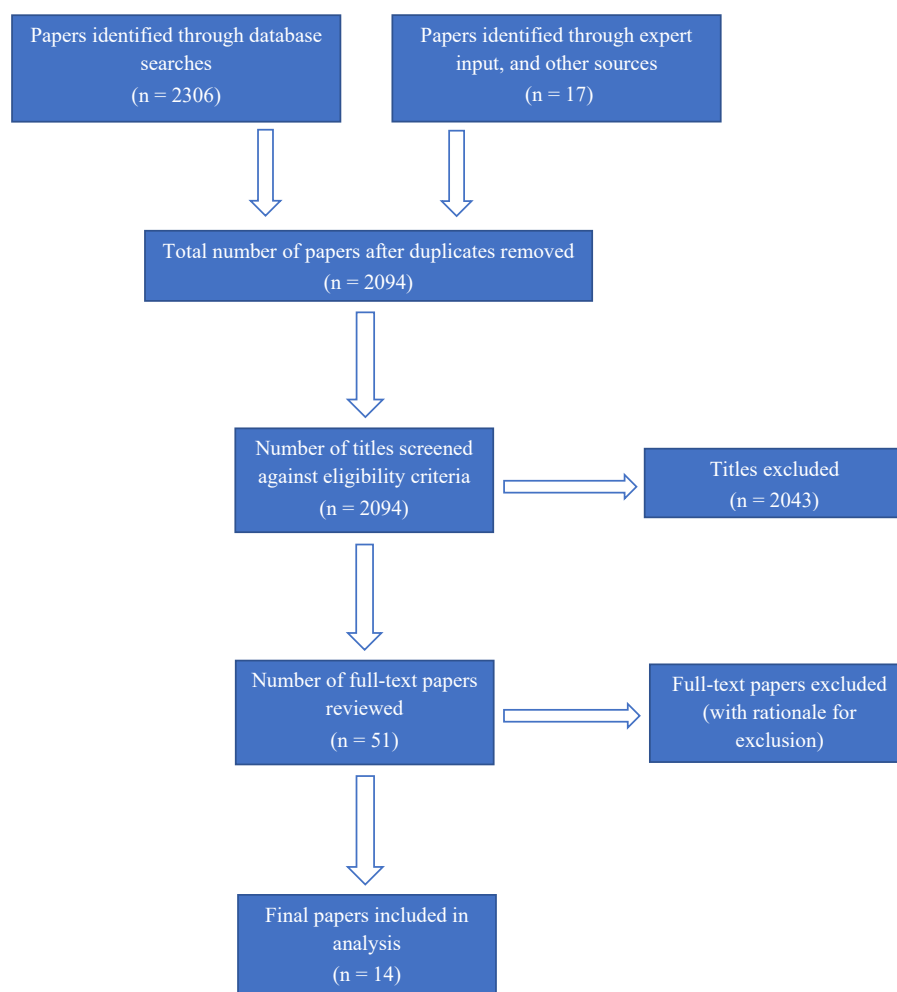 Papers identified through database
searches
(n = 2306)
Papers identified through expert
input, and other sources
(n = 17)
Total number of papers after duplicates removed
(n = 2094)
Number of titles screened
against eligibility criteria
(n = 2094)
Titles excluded
(n = 2043)
Number of full-text papers
reviewed
(n = 51)
Full-text papers excluded
(with rationale for
exclusion)
Final papers included in
analysis
(n = 14)